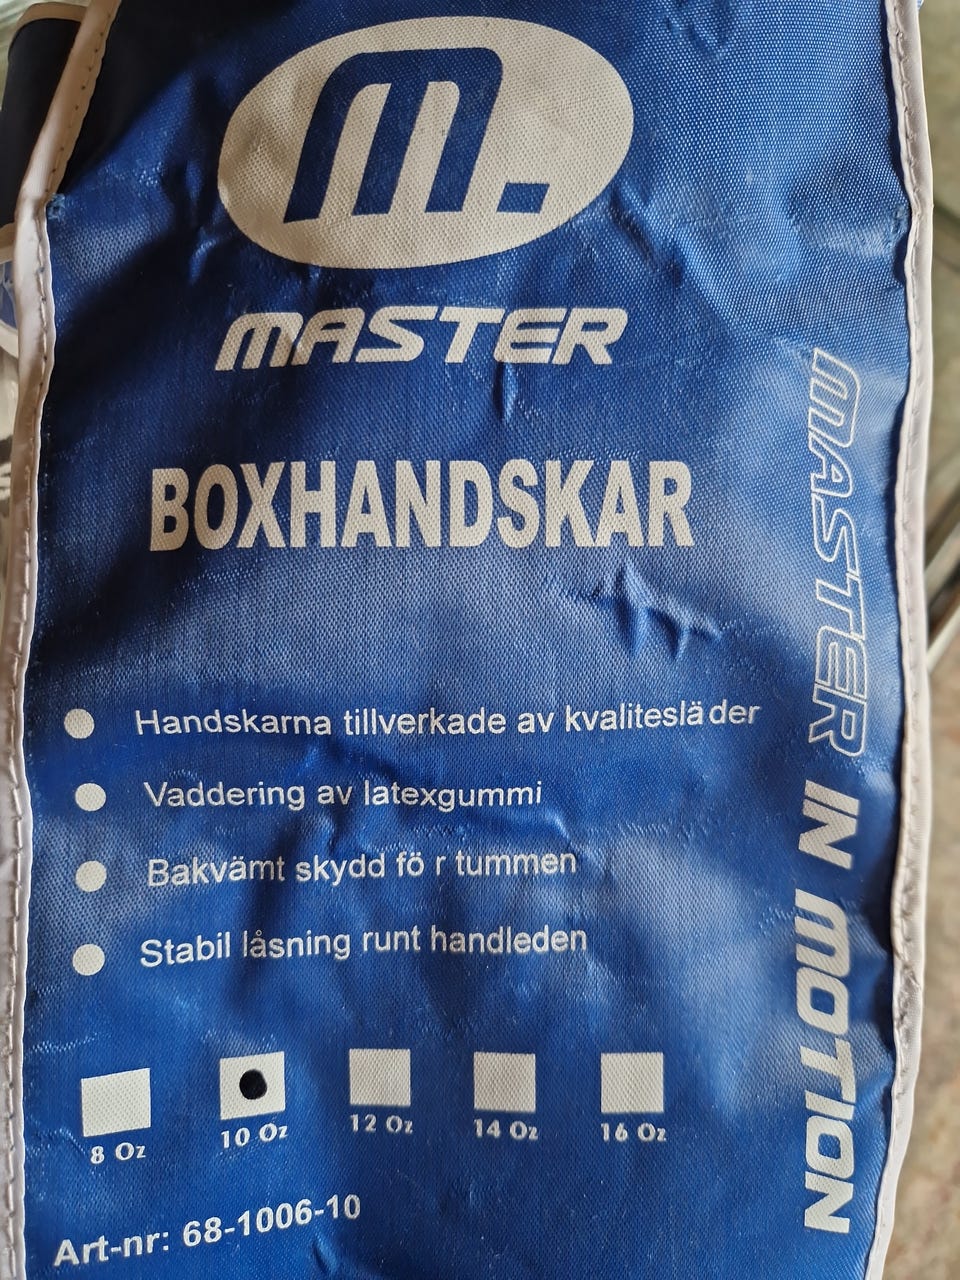 m.
MASTER
BOXHANDSKAR
Handskarna tillverkade av kvaliteslä der
Vaddering av latexgummi
Bakvämt skydd fö r tummen
Stabil låsning runt handleden
8 Oz
10 Oz
12 Oz
14 Oz
16 Oz
Art-nr: 68-1006-10
MASTER IN MOTION